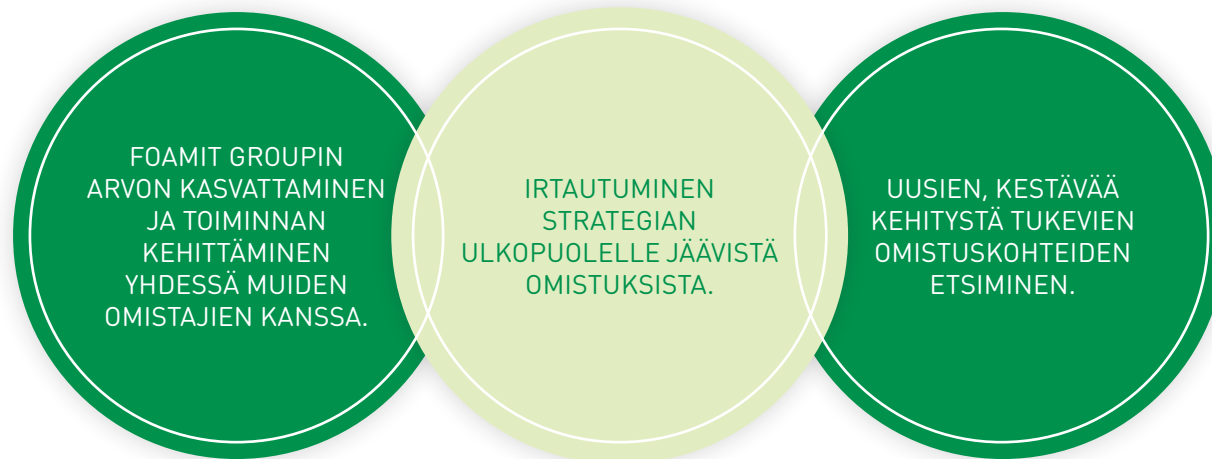 FOAMIT GROUPIN
ARVON KASVATTAMINEN
JA TOIMINNAN
KEHITTÄMINEN
YHDESSÄ MUIDEN
OMISTAJIEN KANSSA.
IRTAUTUMINEN
STRATEGIAN
ULKOPUOLELLE JÄÄVISTÄ
OMISTUKSISTA.
UUSIEN, KESTÄVÄÄ
KEHITYSTÄ TUKEVIEN
OMISTUSKOHTEIDEN
ETSIMINEN.